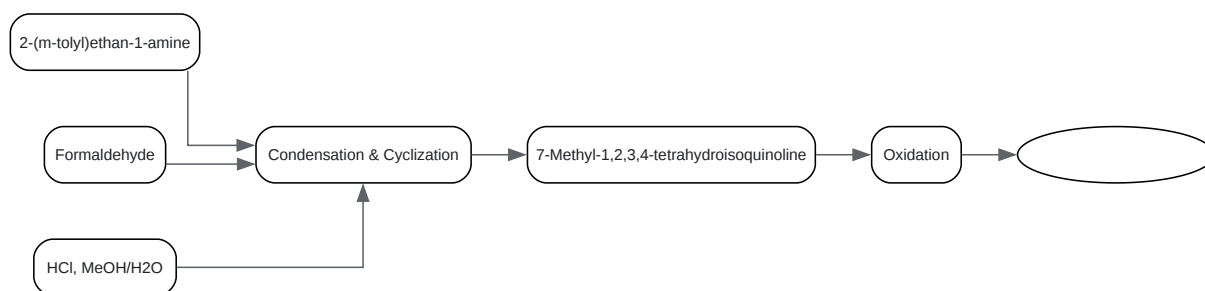 2-(m-tolyl)ethan-1-amine
Formaldehyde
Condensation & Cyclization
7-Methyl-1,2,3,4-tetrahydroisoquinoline
Oxidation
HCl, MeOH/H2O